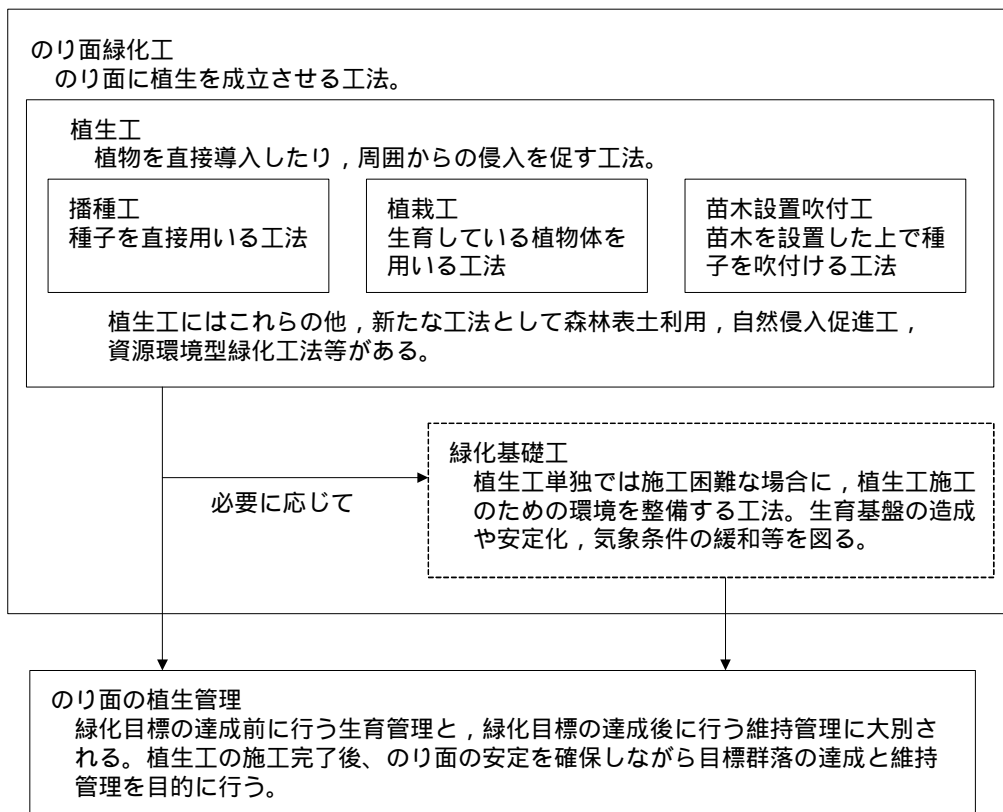 のり面緑化工
のり面に植生を成立させる工法。
植生工
植物を直接導入したり，周囲からの侵入を促す工法。
播種工
種子を直接用いる工法
植栽工
生育している植物体を
用いる工法
苗木設置吹付工
苗木を設置した上で種
子を吹付ける工法
植生工にはこれらの他，新たな工法として森林表土利用，自然侵入促進工，
資源環境型緑化工法等がある。
緑化基礎工
植生工単独では施工困難な場合に，植生工施工
のための環境を整備する工法。生育基盤の造成
や安定化，気象条件の緩和等を図る。
必要に応じて
のり面の植生管理
緑化目標の達成前に行う生育管理と，緑化目標の達成後に行う維持管理に大別さ
れる。植生工の施工完了後、のり面の安定を確保しながら目標群落の達成と維持
管理を目的に行う。